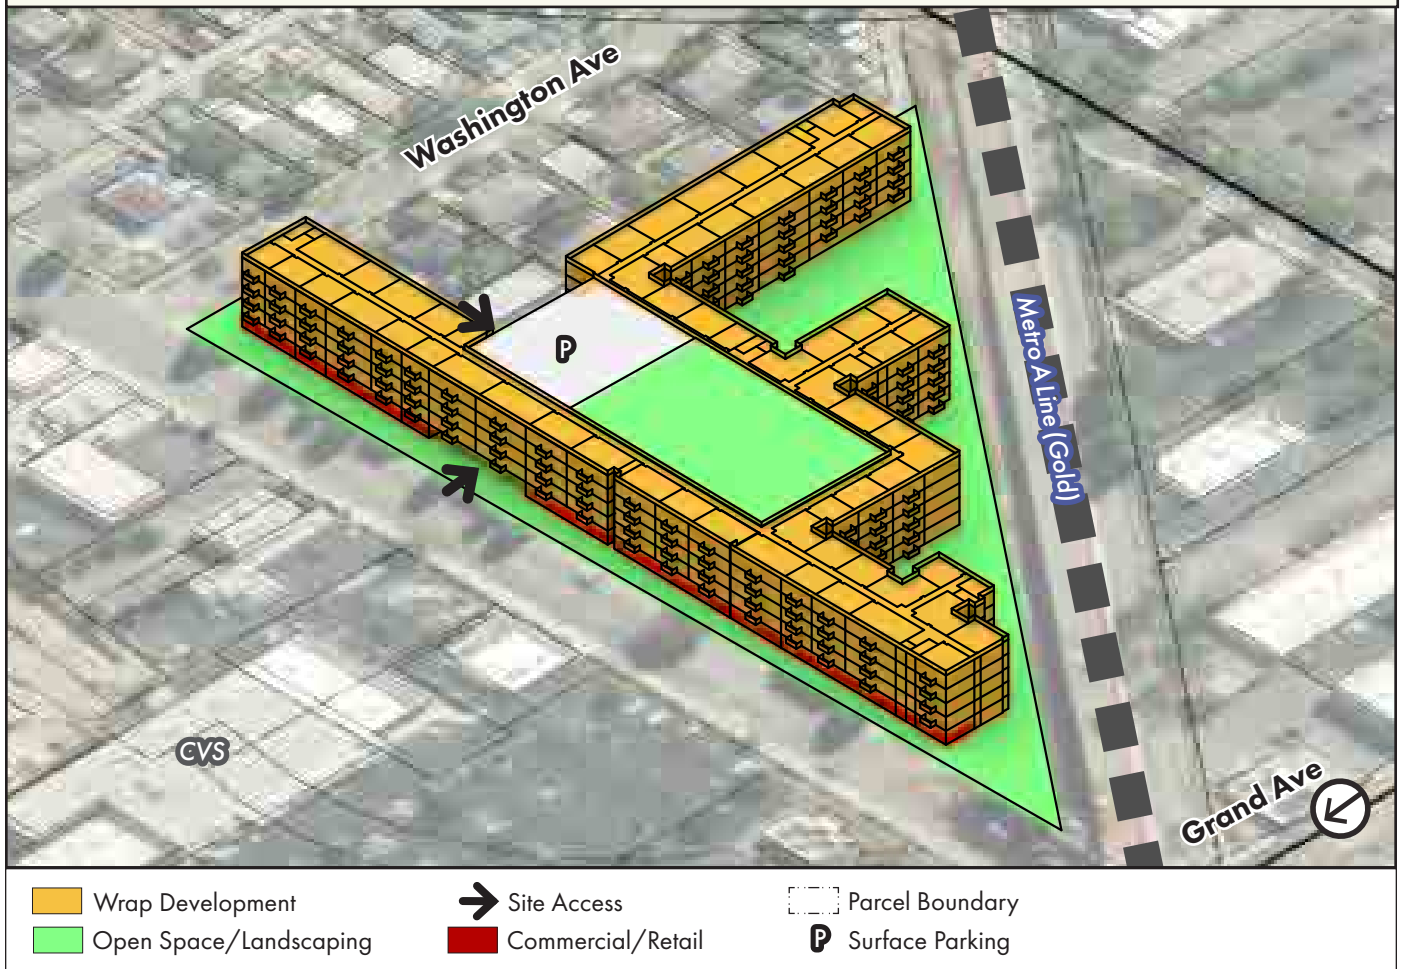 Washington Ave
P
Metro A Line (Gold)
CVS
Grand Ave
Wrap Development
Site Access
Parcel Boundary
Open Space/Landscaping
Commercial/Retail
P Surface Parking